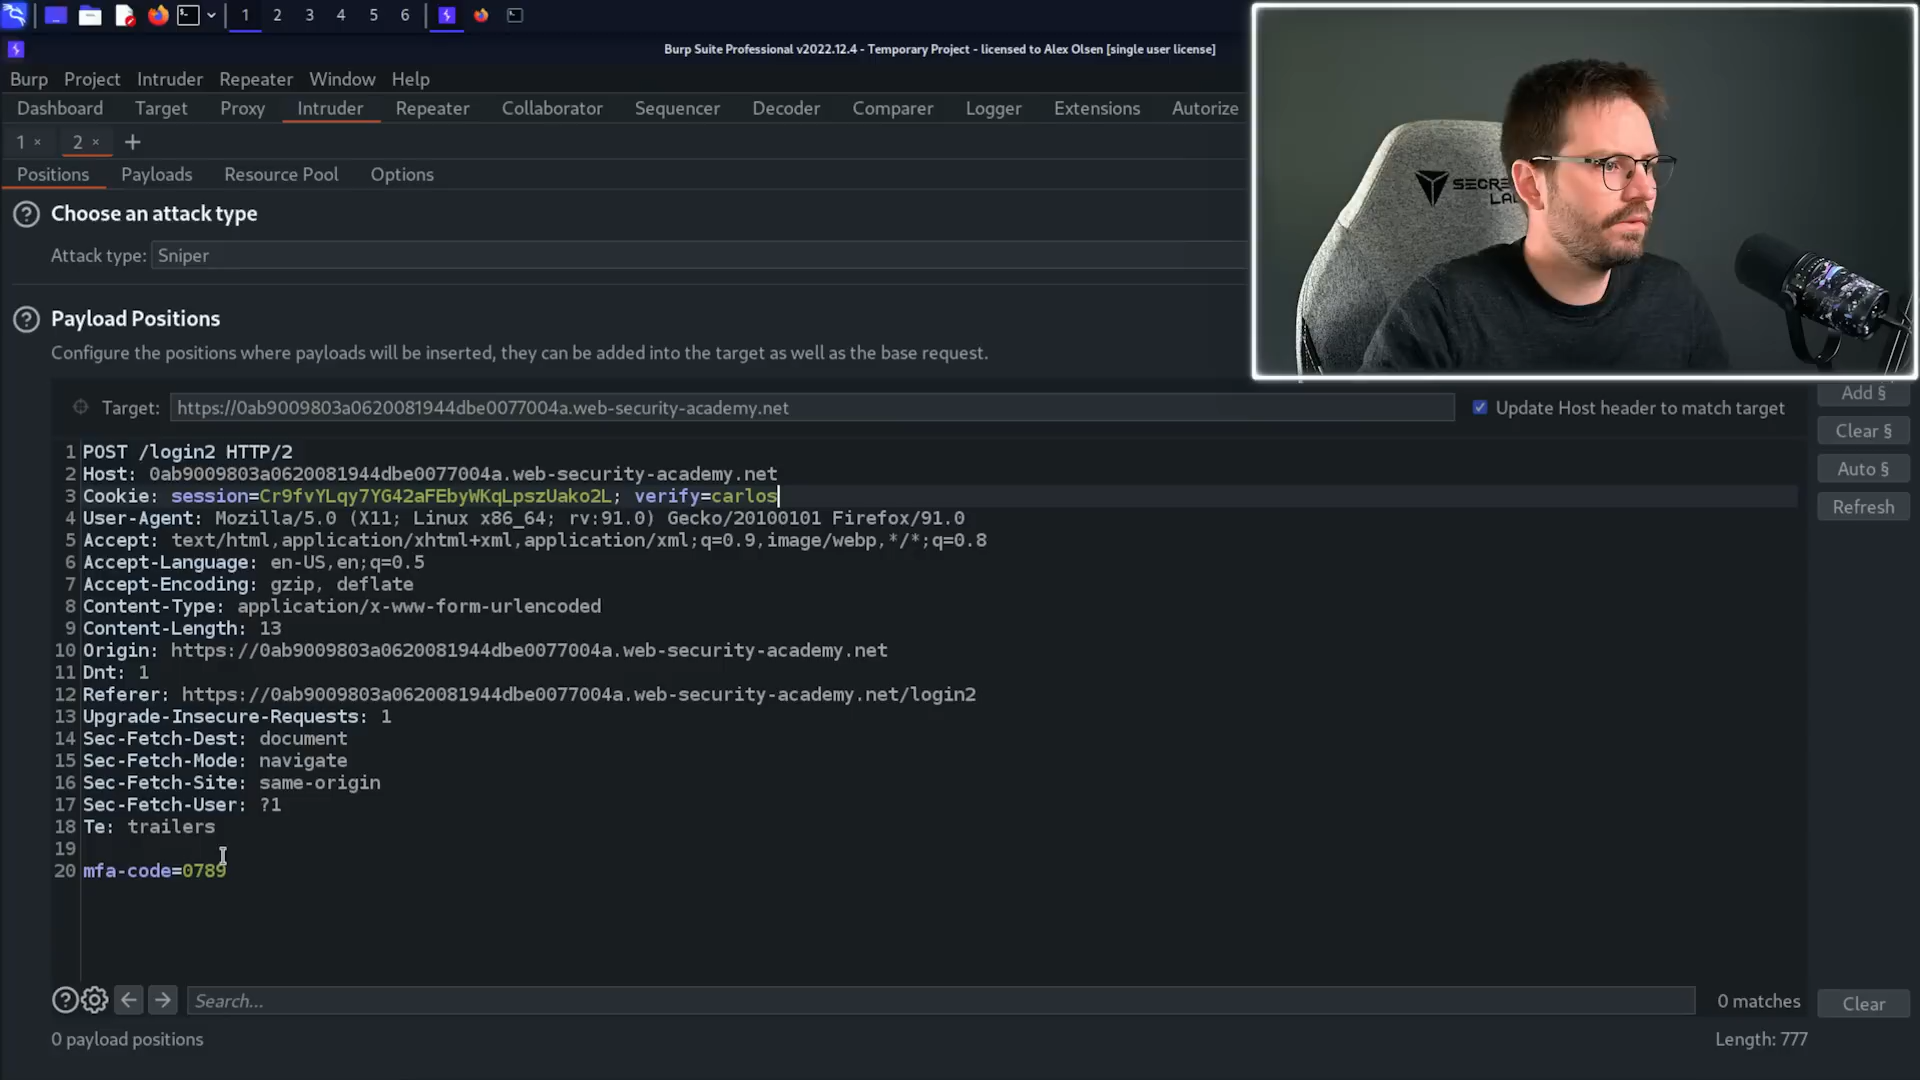 1 2 3 4 5 6
Burp Suite Professional v2022.12.4 - Temporary Project - licensed to Alex Olsen [single user license]
Burp Project Intruder Repeater Window Help
Dashboard Target Proxy Intruder Repeater Collaborator Sequencer Decoder Comparer Logger Extensions Autorize
1 × 2 × +
Positions Payloads Resource Pool Options
SECRE
LAB
? Choose an attack type
Attack type: Sniper
? Payload Positions
Configure the positions where payloads will be inserted, they can be added into the target as well as the base request.
Add §
Target: https://0ab9009803a0620081944dbe0077004a.web-security-academy.net Update Host header to match target
Clear §
Auto §
Refresh
1 POST /login2 HTTP/2
2 Host: 0ab9009803a0620081944dbe0077004a.web-security-academy.net
3 Cookie: session=Cr9fvYLqy7YG42aFEbyWKqLpszUako2L; verify=carlos
4 User-Agent: Mozilla/5.0 (X11; Linux x86_64; rv:91.0) Gecko/20100101 Firefox/91.0
5 Accept: text/html,application/xhtml+xml,application/xml;q=0.9,image/webp,*/*;q=0.8
6 Accept-Language: en-US,en;q=0.5
7 Accept-Encoding: gzip, deflate
8 Content-Type: application/x-www-form-urlencoded
9 Content-Length: 13
10 Origin: https://0ab9009803a0620081944dbe0077004a.web-security-academy.net
11 Dnt: 1
12 Referer: https://0ab9009803a0620081944dbe0077004a.web-security-academy.net/login2
13 Upgrade-Insecure-Requests: 1
14 Sec-Fetch-Dest: document
15 Sec-Fetch-Mode: navigate
16 Sec-Fetch-Site: same-origin
17 Sec-Fetch-User: ?1
18 Te: trailers
19
20 mfa-code=0789
? Search... 0 matches Clear
0 payload positions Length: 777